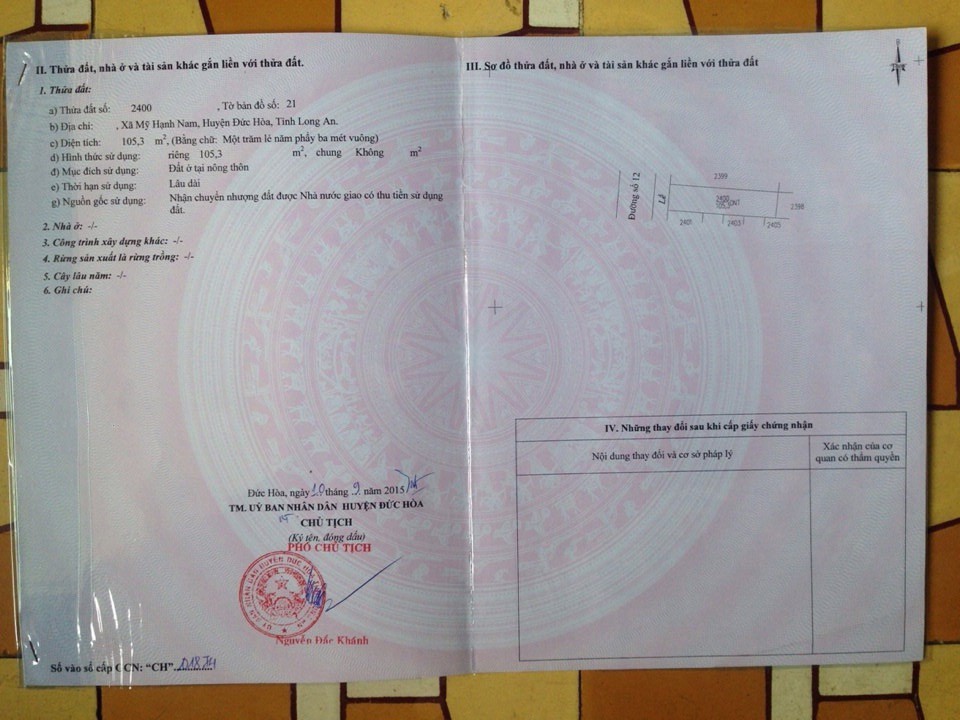 II. Thửa đất, nhà ở và tài sản khác gắn liền với thửa đất.
1. Thửa đất:
a) Thửa đất số: 2400 , Tờ bản đồ số: 21
b) Địa chỉ: , Xã Mỹ Hạnh Nam, Huyện Đức Hòa, Tỉnh Long An.
c) Diện tích: 105,3 m², (Bằng chữ: Một trăm lẻ năm phẩy ba mét vuông)
d) Hình thức sử dụng: riêng 105,3 m², chung Không m²
đ) Mục đích sử dụng: Đất ở tại nông thôn
e) Thời hạn sử dụng: Lâu dài
g) Nguồn gốc sử dụng: Nhận chuyển nhượng đất được Nhà nước giao có thu tiền sử dụng
đất.
2. Nhà ở: -/-
3. Công trình xây dựng khác: -/-
4. Rừng sản xuất là rừng trồng: -/-
5. Cây lâu năm: -/-
6. Ghi chú:
Đức Hòa, ngày 10 tháng 9 năm 2015
TM. UỶ BAN NHÂN DÂN HUYỆN ĐỨC HÒA
KT. CHỦ TỊCH
(Ký tên, đóng dấu)
PHÓ CHỦ TỊCH
Nguyễn Đắc Khánh
Số vào sổ cấp GCN: “CH”
III. Sơ đồ thửa đất, nhà ở và tài sản khác gắn liền với thửa đất
B
Đường số 12
Lề
2399
2400
ONT
2398
2401
2403
2405
IV. Những thay đổi sau khi cấp giấy chứng nhận
Nội dung thay đổi và cơ sở pháp lý
Xác nhận của cơ
quan có thẩm quyền